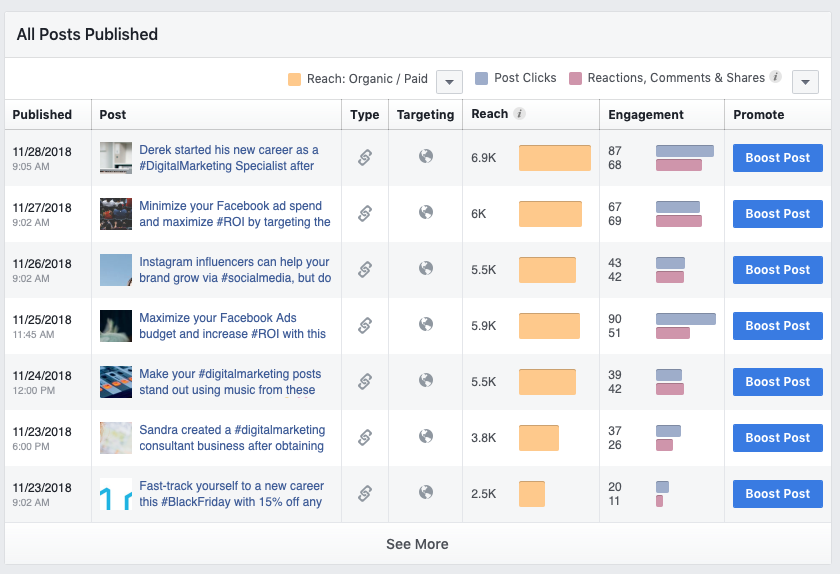 All Posts Published
Reach: Organic / Paid Post Clicks Reactions, Comments & Shares i
Published Post Type Targeting Reach i Engagement Promote
11/28/2018 Derek started his new career as a 6.9K 87 Boost Post
9:05 AM #DigitalMarketing Specialist after 68
11/27/2018 Minimize your Facebook ad spend 6K 67 Boost Post
9:02 AM and maximize #ROI by targeting the 69
11/26/2018 Instagram influencers can help your 5.5K 43 Boost Post
9:02 AM brand grow via #socialmedia, but do 42
11/25/2018 Maximize your Facebook Ads 5.9K 90 Boost Post
11:45 AM budget and increase #ROI with this 51
11/24/2018 Make your #digitalmarketing posts 5.5K 39 Boost Post
12:00 PM stand out using music from these 42
11/23/2018 Sandra created a #digitalmarketing 3.8K 37 Boost Post
6:00 PM consultant business after obtaining 26
11/23/2018 Fast-track yourself to a new career 2.5K 20 Boost Post
9:02 AM this #BlackFriday with 15% off any 11
See More